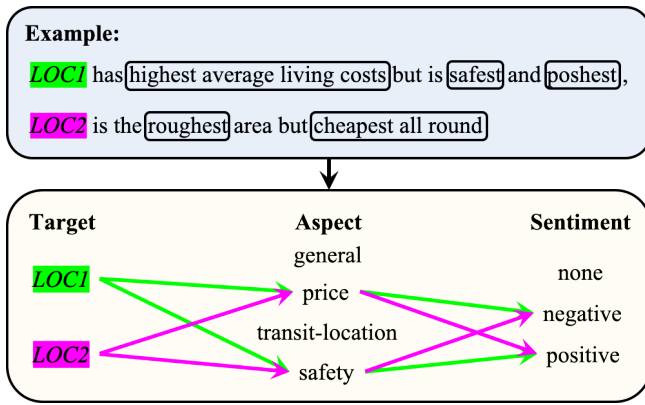 Example:
LOC1 has highest average living costs but is safest and poshest,
LOC2 is the roughest area but cheapest all round
Target Aspect Sentiment
general
LOC1 none
price
negative
transit-location
LOC2 positive
safety